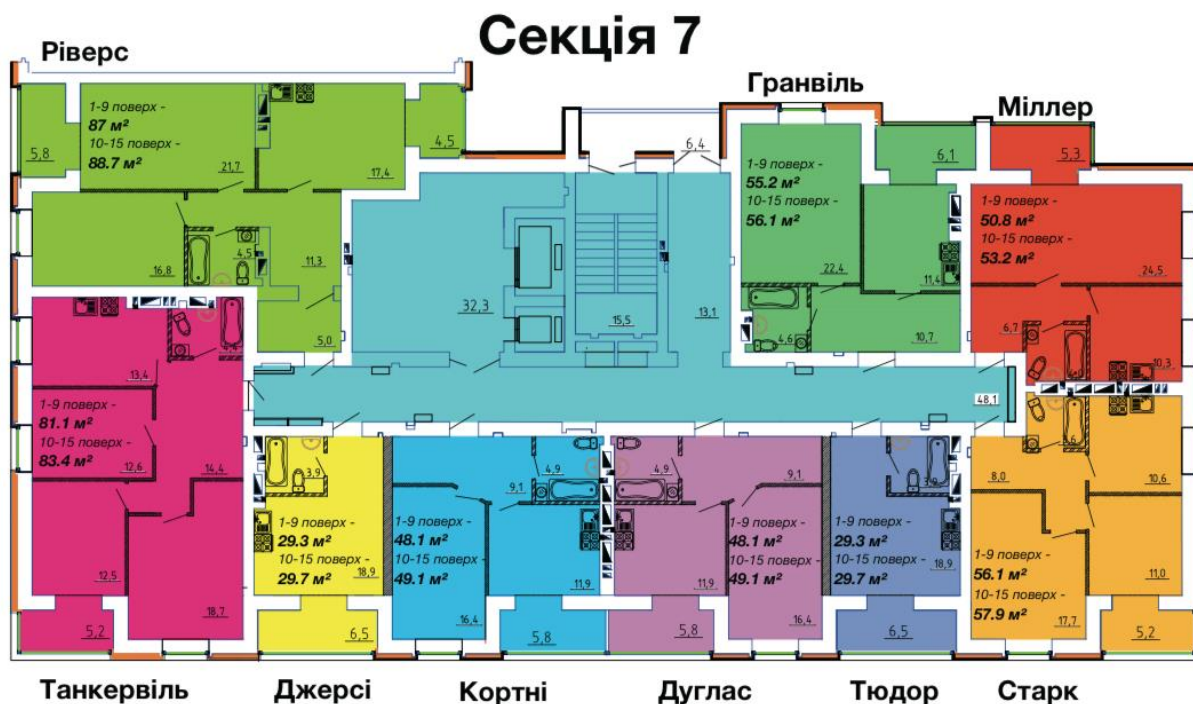 Секція 7
Ріверс
Гранвіль
Міллер
1-9 поверх -
87 м²
10-15 поверх -
88.7 м²
5,8
21,7
17,4
4,5
16,8
4,5
11,3
5,0
6,4
32,3
15,5
13,1
48,1
1-9 поверх -
55.2 м²
10-15 поверх -
56.1 м²
6,1
22,4
11,4
4,6
10,7
5,3
1-9 поверх -
50.8 м²
10-15 поверх -
53.2 м²
24,5
6,7
10,3
13,4
1-9 поверх -
81.1 м²
10-15 поверх -
83.4 м²
12,6
14,4
12,5
18,7
5,2
3,9
1-9 поверх -
29.3 м²
10-15 поверх -
29.7 м²
18,9
6,5
4,9
9,1
1-9 поверх -
48.1 м²
10-15 поверх -
49.1 м²
11,9
16,4
5,8
4,9
9,1
1-9 поверх -
48.1 м²
10-15 поверх -
49.1 м²
11,9
16,4
5,8
1-9 поверх -
29.3 м²
10-15 поверх -
29.7 м²
18,9
6,5
8,0
10,6
1-9 поверх -
56.1 м²
10-15 поверх -
57.9 м²
11,0
17,7
5,2
Танкервіль
Джерсі
Кортні
Дуглас
Тюдор
Старк